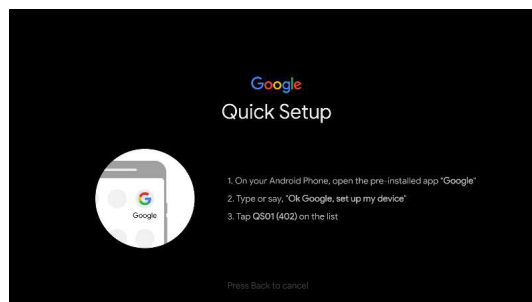 Google
Quick Setup
Google
1. On your Android Phone, open the pre-installed app "Google"
2. Type or say, "Ok Google, set up my device"
3. Tap QS01 (402) on the list
Press Back to cancel